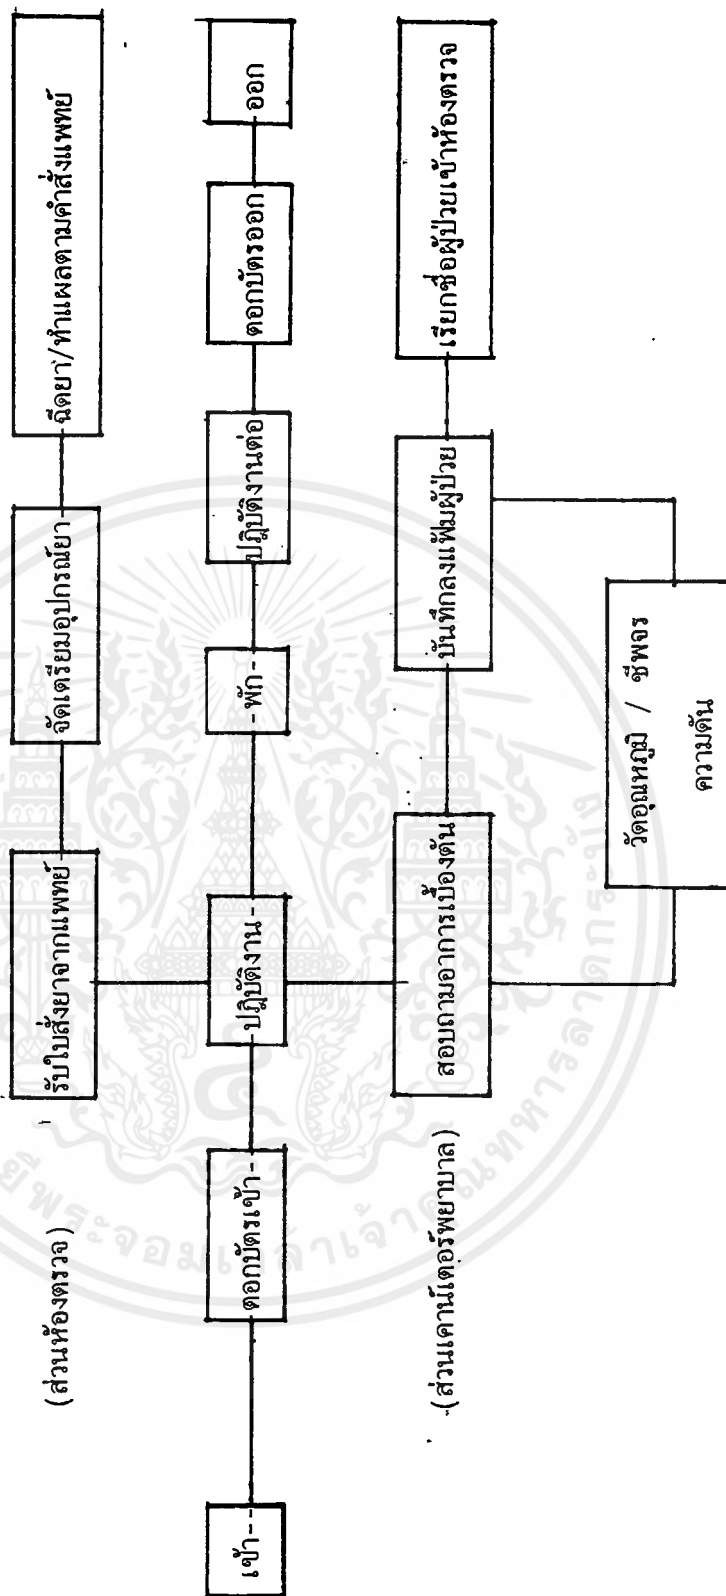 (ส่วนห้องตรวจ)
รับใบสั่งยาจากแพทย์
จัดเตรียมอุปกรณ์ยา
ฉีดยา/ทำแผลตามคำสั่งแพทย์
เข้า
ตอกบัตรเข้า
ปฏิบัติงาน
พัก
ปฏิบัติงานต่อ
ตอกบัตรออก
ออก
(ส่วนเคาน์เตอร์พยาบาล)
สอบถามอาการเบื้องต้น
บันทึกลงแฟ้มผู้ป่วย
เรียกชื่อผู้ป่วยเข้าห้องตรวจ
วัดอุณหภูมิ / ชีพจร
ความดัน